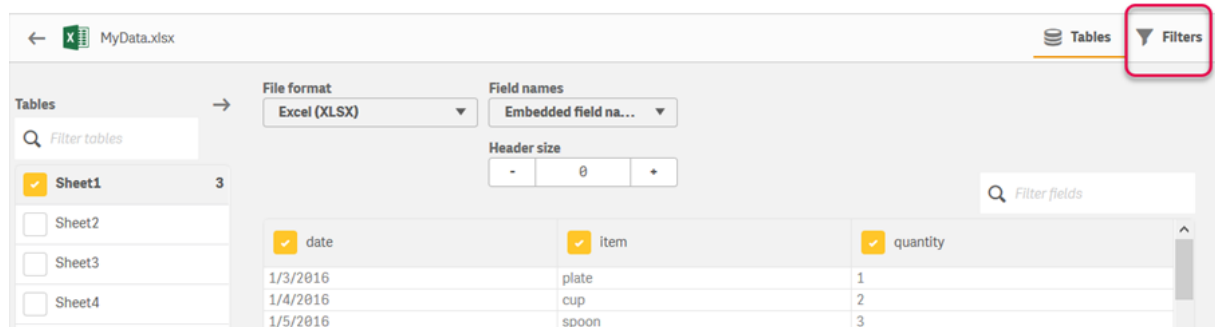 MyData.xlsx
Tables
Filters
Tables
Filter tables
Sheet1 3
Sheet2
Sheet3
Sheet4
File format
Excel (XLSX)
Field names
Embedded field na...
Header size
- 0 +
Filter fields
date item quantity
1/3/2016 plate 1
1/4/2016 cup 2
1/5/2016 spoon 3